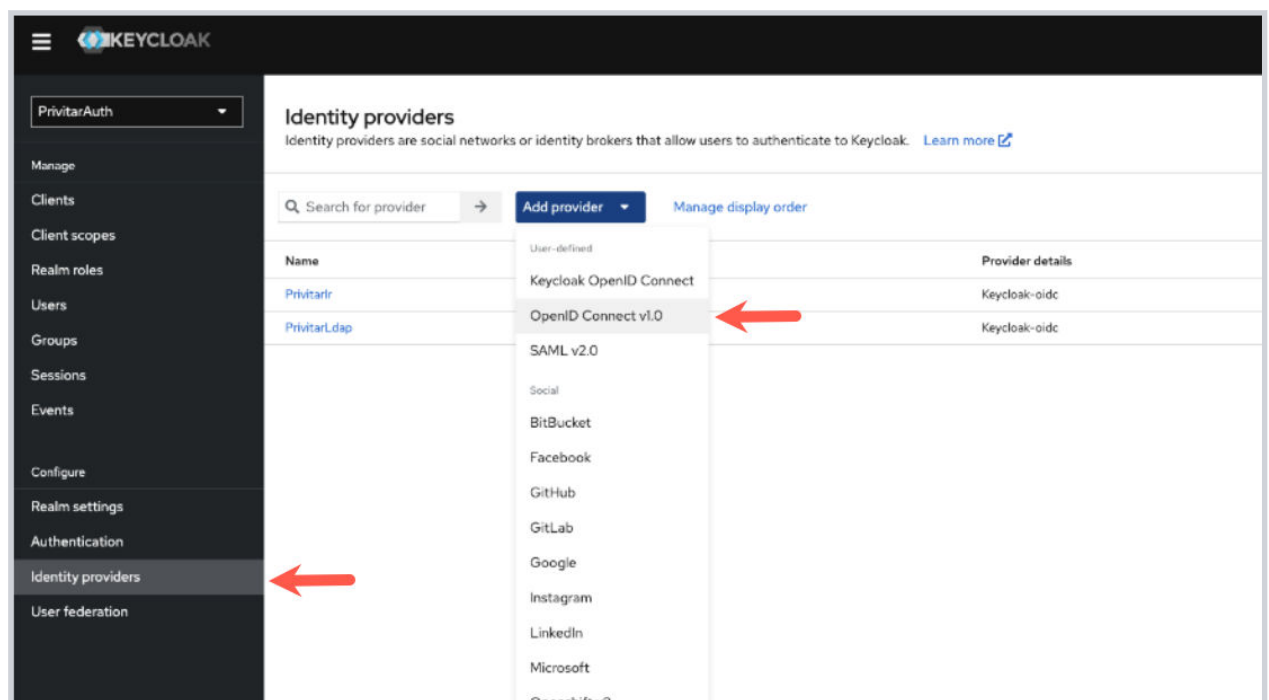 KEYCLOAK
PrivitarAuth
Manage
Clients
Client scopes
Realm roles
Users
Groups
Sessions
Events
Configure
Realm settings
Authentication
Identity providers
User federation
Identity providers
Identity providers are social networks or identity brokers that allow users to authenticate to Keycloak. Learn more
Search for provider
Add provider
Manage display order
Name
Provider details
PrivitarIr
Keycloak-oidc
PrivitarLdap
Keycloak-oidc
User-defined
Keycloak OpenID Connect
OpenID Connect v1.0
SAML v2.0
Social
BitBucket
Facebook
GitHub
GitLab
Google
Instagram
LinkedIn
Microsoft